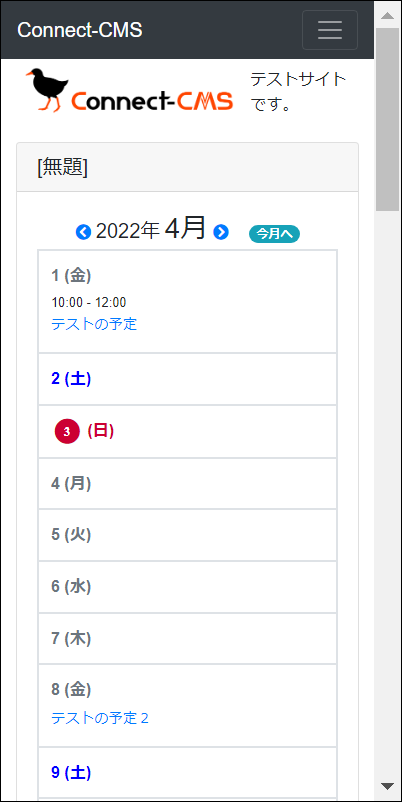 Connect-CMS
Connect-CMS
テストサイト
です。
[無題]
2022年 4月 今月へ
1 (金)
10:00 - 12:00
テストの予定
2 (土)
3 (日)
4 (月)
5 (火)
6 (水)
7 (木)
8 (金)
テストの予定２
9 (土)